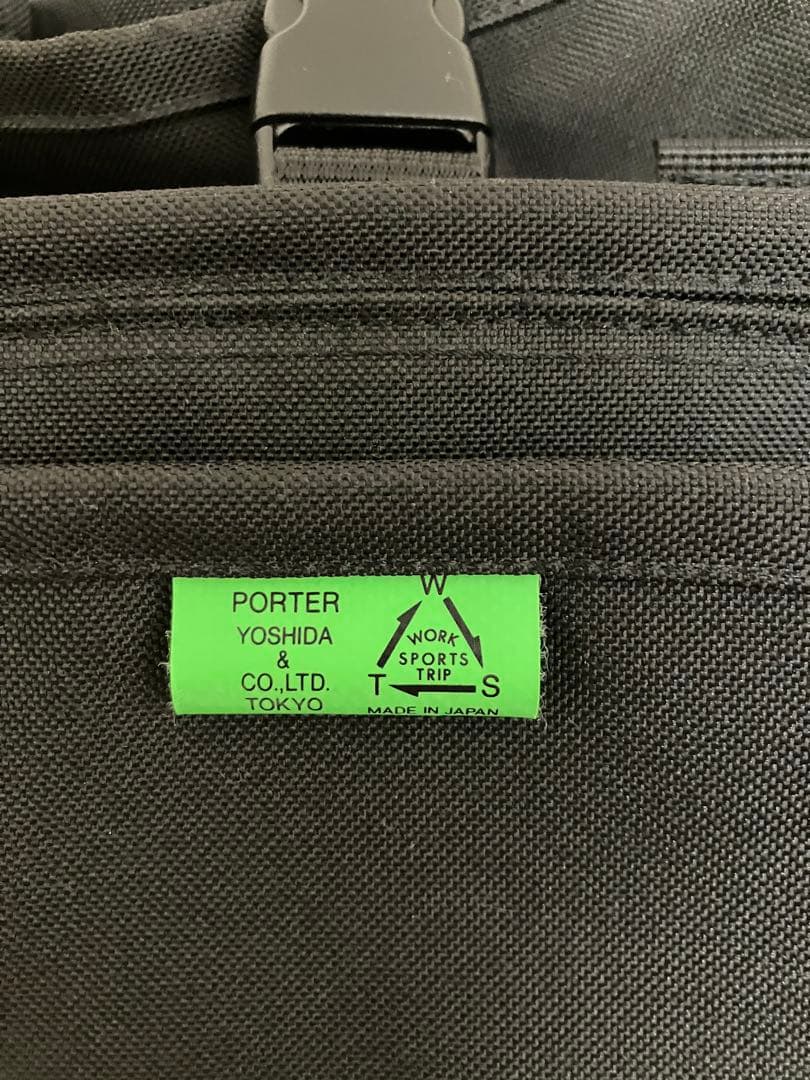 PORTER
YOSHIDA
&
CO.,LTD.
TOKYO
W
WORK
SPORTS
TRIP
T S
MADE IN JAPAN